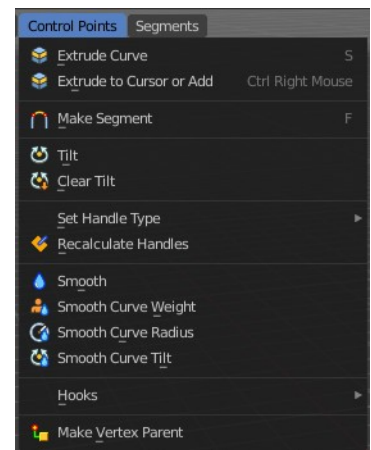 Control Points Segments
Extrude Curve S
Extrude to Cursor or Add Ctrl Right Mouse
Make Segment F
Tilt
Clear Tilt
Set Handle Type
Recalculate Handles
Smooth
Smooth Curve Weight
Smooth Curve Radius
Smooth Curve Tilt
Hooks
Make Vertex Parent